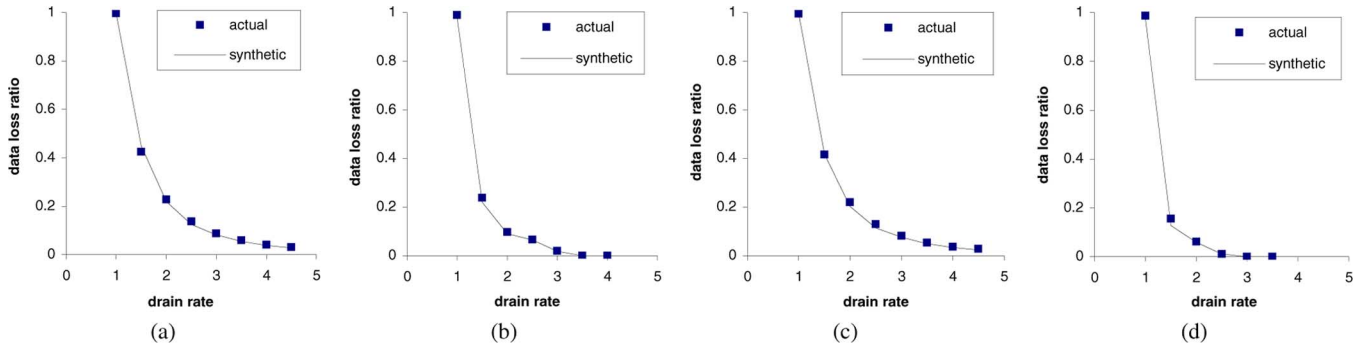 data loss ratio
1
0.8
0.6
0.4
0.2
0
0 1 2 3 4 5
drain rate
actual
synthetic
(a)
data loss ratio
1
0.8
0.6
0.4
0.2
0
0 1 2 3 4 5
drain rate
actual
synthetic
(b)
data loss ratio
1
0.8
0.6
0.4
0.2
0
0 1 2 3 4 5
drain rate
actual
synthetic
(c)
data loss ratio
1
0.8
0.6
0.4
0.2
0
0 1 2 3 4 5
drain rate
actual
synthetic
(d)